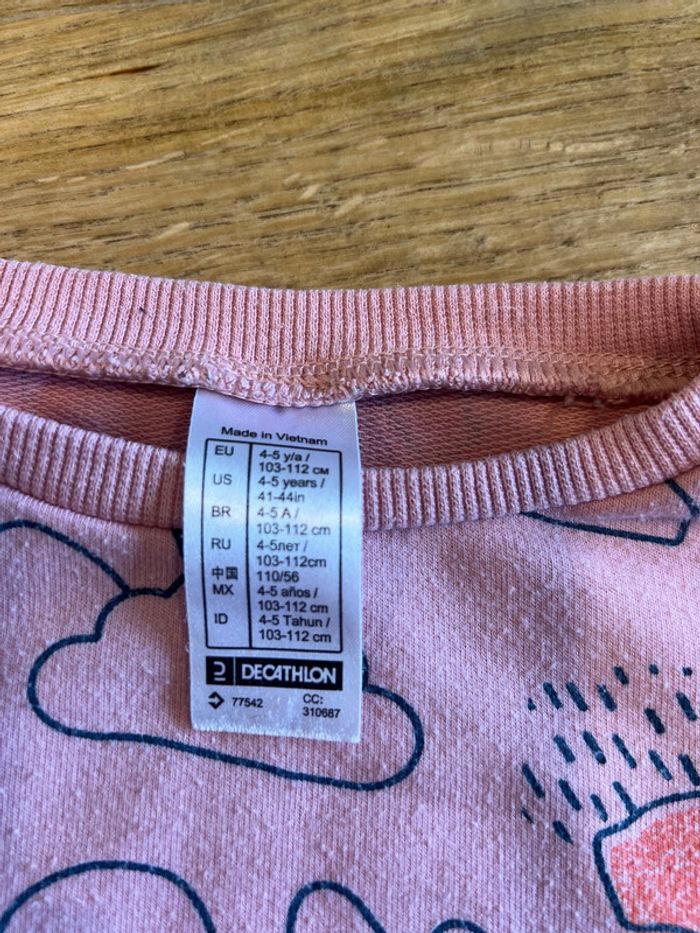 Made in Vietnam
EU 4-5 y/a /
103-112 CM
US 4-5 years /
41-44in
BR 4-5 A /
103-112 cm
RU 4-5лет /
103-112cm
中国 110/56
MX 4-5 años /
103-112 cm
ID 4-5 Tahun /
103-112 cm
DECATHLON
77542 CC:
310687